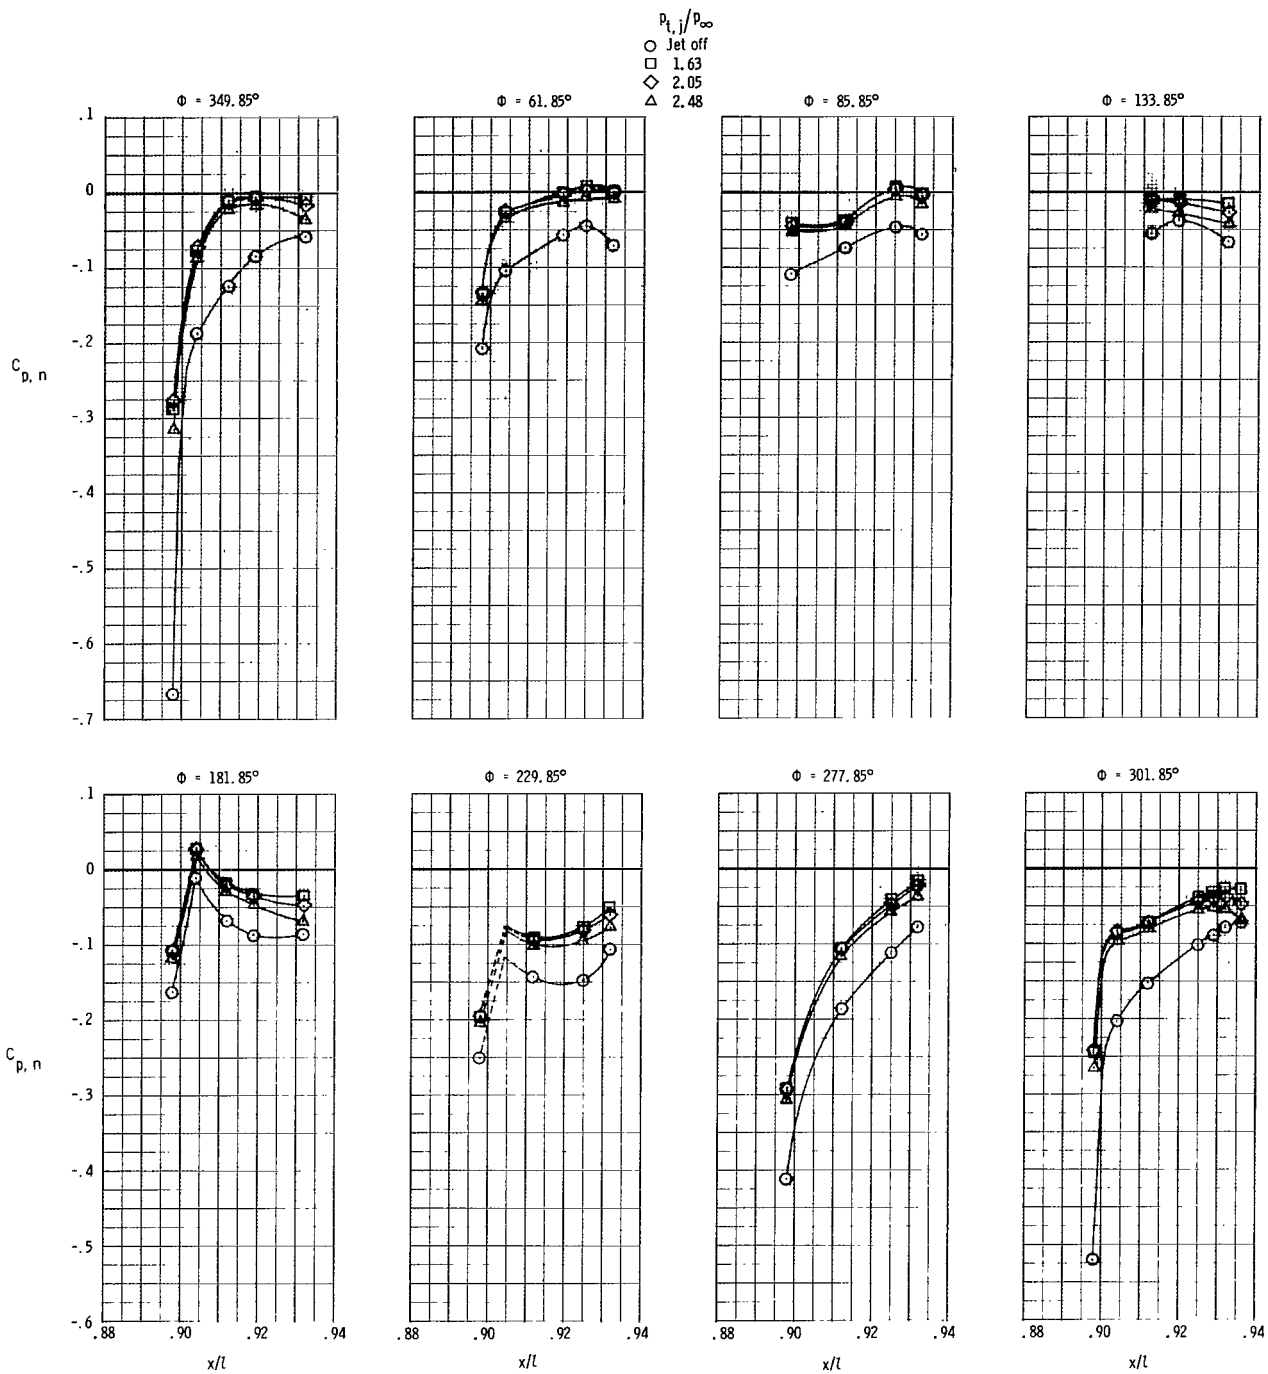 p_t,j/p_∞
Jet off
1.63
2.05
2.48
Φ = 349.85°
Φ = 61.85°
Φ = 85.85°
Φ = 133.85°
.1
0
-.1
-.2
C_p,n
-.3
-.4
-.5
-.6
-.7
Φ = 181.85°
Φ = 229.85°
Φ = 277.85°
Φ = 301.85°
.1
0
-.1
-.2
C_p,n
-.3
-.4
-.5
-.6
.88 .90 .92 .94 .88 .90 .92 .94 .88 .90 .92 .94 .88 .90 .92 .94
x/l x/l x/l x/l